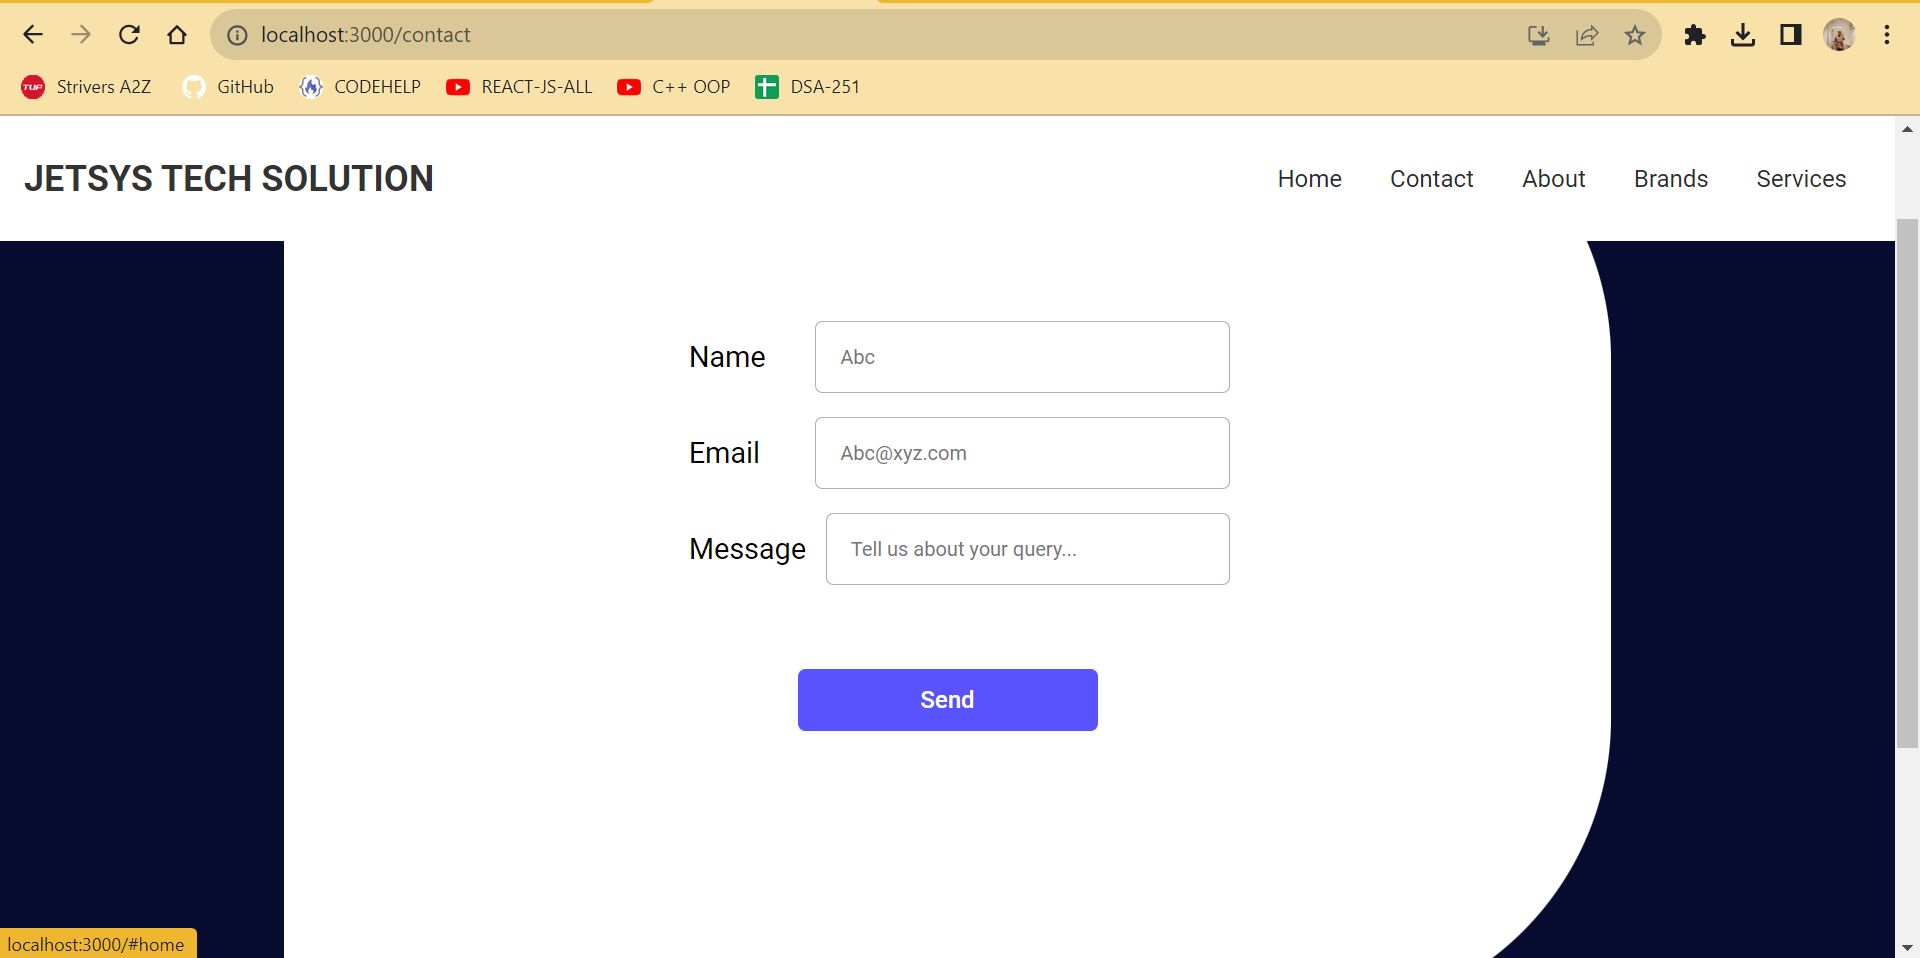 localhost:3000/contact
TUF Strivers A2Z GitHub CODEHELP REACT-JS-ALL C++ OOP DSA-251
JETSYS TECH SOLUTION Home Contact About Brands Services
Name Abc
Email Abc@xyz.com
Message Tell us about your query...
Send
localhost:3000/#home